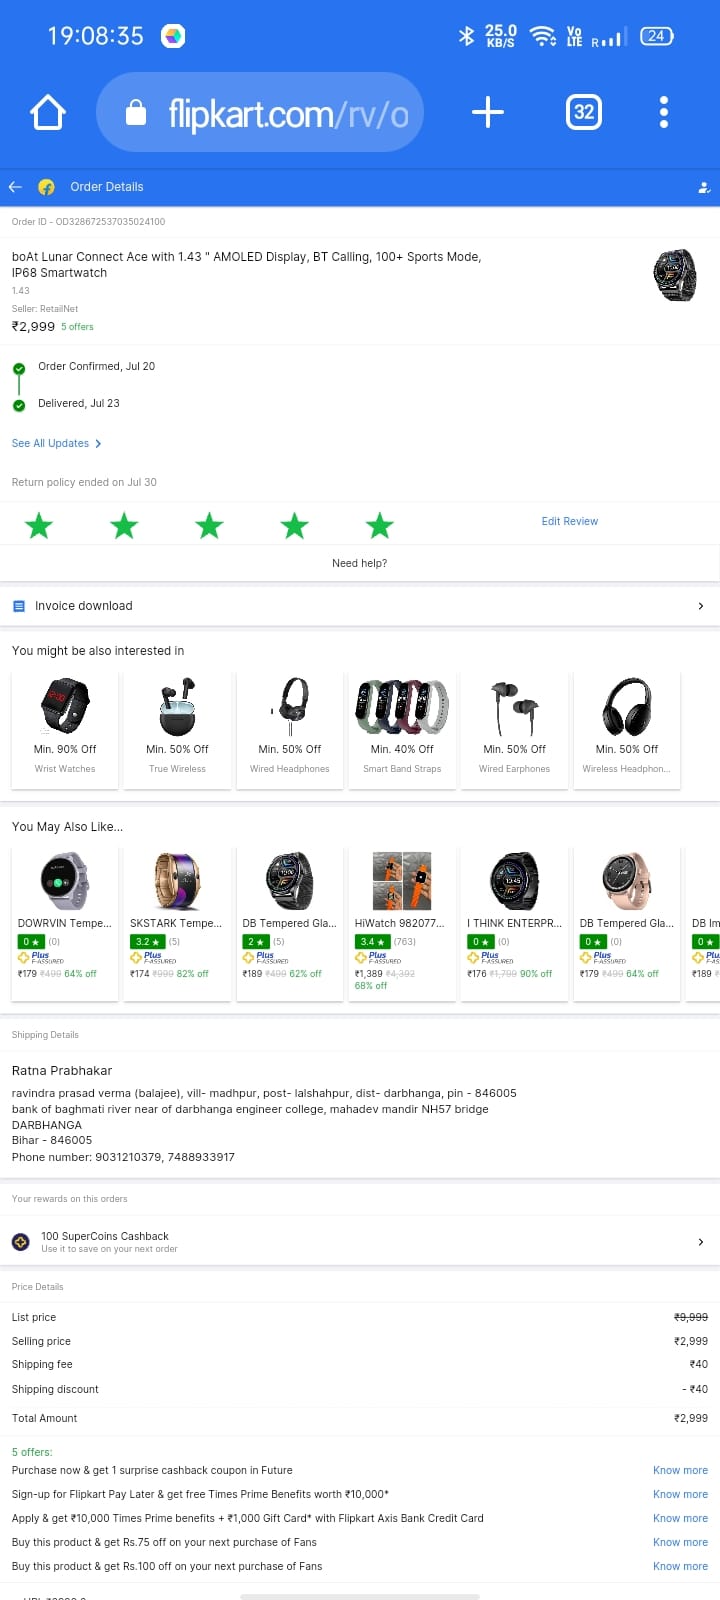 19:08:35
25.0 KB/S Vo LTE R 24
flipkart.com/rv/o
32
Order Details
Order ID - OD328672537035024100
boAt Lunar Connect Ace with 1.43 " AMOLED Display, BT Calling, 100+ Sports Mode,
IP68 Smartwatch
1.43
Seller: RetailNet
₹2,999 5 offers
Order Confirmed, Jul 20
Delivered, Jul 23
See All Updates
Return policy ended on Jul 30
Edit Review
Need help?
Invoice download
You might be also interested in
Min. 90% Off Min. 50% Off Min. 50% Off Min. 40% Off Min. 50% Off Min. 50% Off
Wrist Watches True Wireless Wired Headphones Smart Band Straps Wired Earphones Wireless Headphon...
You May Also Like...
DOWRVIN Tempe... SKSTARK Tempe... DB Tempered Gla... HiWatch 982077... I THINK ENTERPR... DB Tempered Gla... DB Im
0★ (0) 3.2★ (5) 2★ (5) 3.4★ (763) 0★ (0) 0★ (0) 0★
Plus Plus Plus Plus Plus Plus Plu
F-ASSURED F-ASSURED F-ASSURED F-ASSURED F-ASSURED F-ASSURED
₹179 ₹499 64% off ₹174 ₹999 82% off ₹189 ₹499 62% off ₹1,389 ₹4,392 ₹176 ₹1,799 90% off ₹179 ₹499 64% off ₹189
68% off
Shipping Details
Ratna Prabhakar
ravindra prasad verma (balajee), vill- madhpur, post- lalshahpur, dist- darbhanga, pin - 846005
bank of baghmati river near of darbhanga engineer college, mahadev mandir NH57 bridge
DARBHANGA
Bihar - 846005
Phone number: 9031210379, 7488933917
Your rewards on this orders
100 SuperCoins Cashback
Use it to save on your next order
Price Details
List price ₹9,999
Selling price ₹2,999
Shipping fee ₹40
Shipping discount - ₹40
Total Amount ₹2,999
5 offers:
Purchase now & get 1 surprise cashback coupon in Future Know more
Sign-up for Flipkart Pay Later & get free Times Prime Benefits worth ₹10,000* Know more
Apply & get ₹10,000 Times Prime benefits + ₹1,000 Gift Card* with Flipkart Axis Bank Credit Card Know more
Buy this product & get Rs.75 off on your next purchase of Fans Know more
Buy this product & get Rs.100 off on your next purchase of Fans Know more